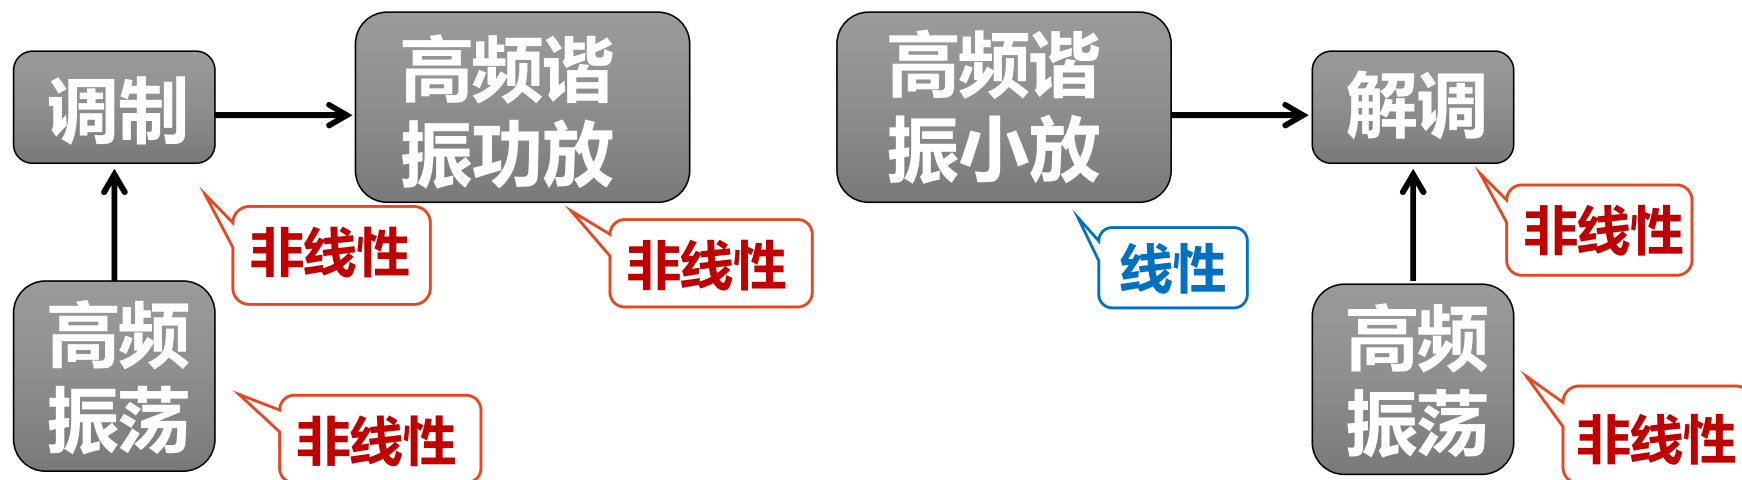 调制
高频谐
振功放
非线性
非线性
高频
振荡
非线性
高频谐
振小放
解调
线性
非线性
高频
振荡
非线性